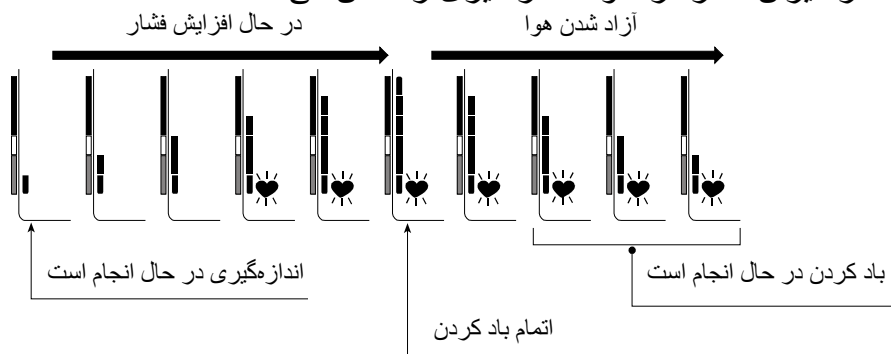 در حال افزایش فشار
آزاد شدن هوا
اندازه‌گیری در حال انجام است
باد کردن در حال انجام است
اتمام باد کردن